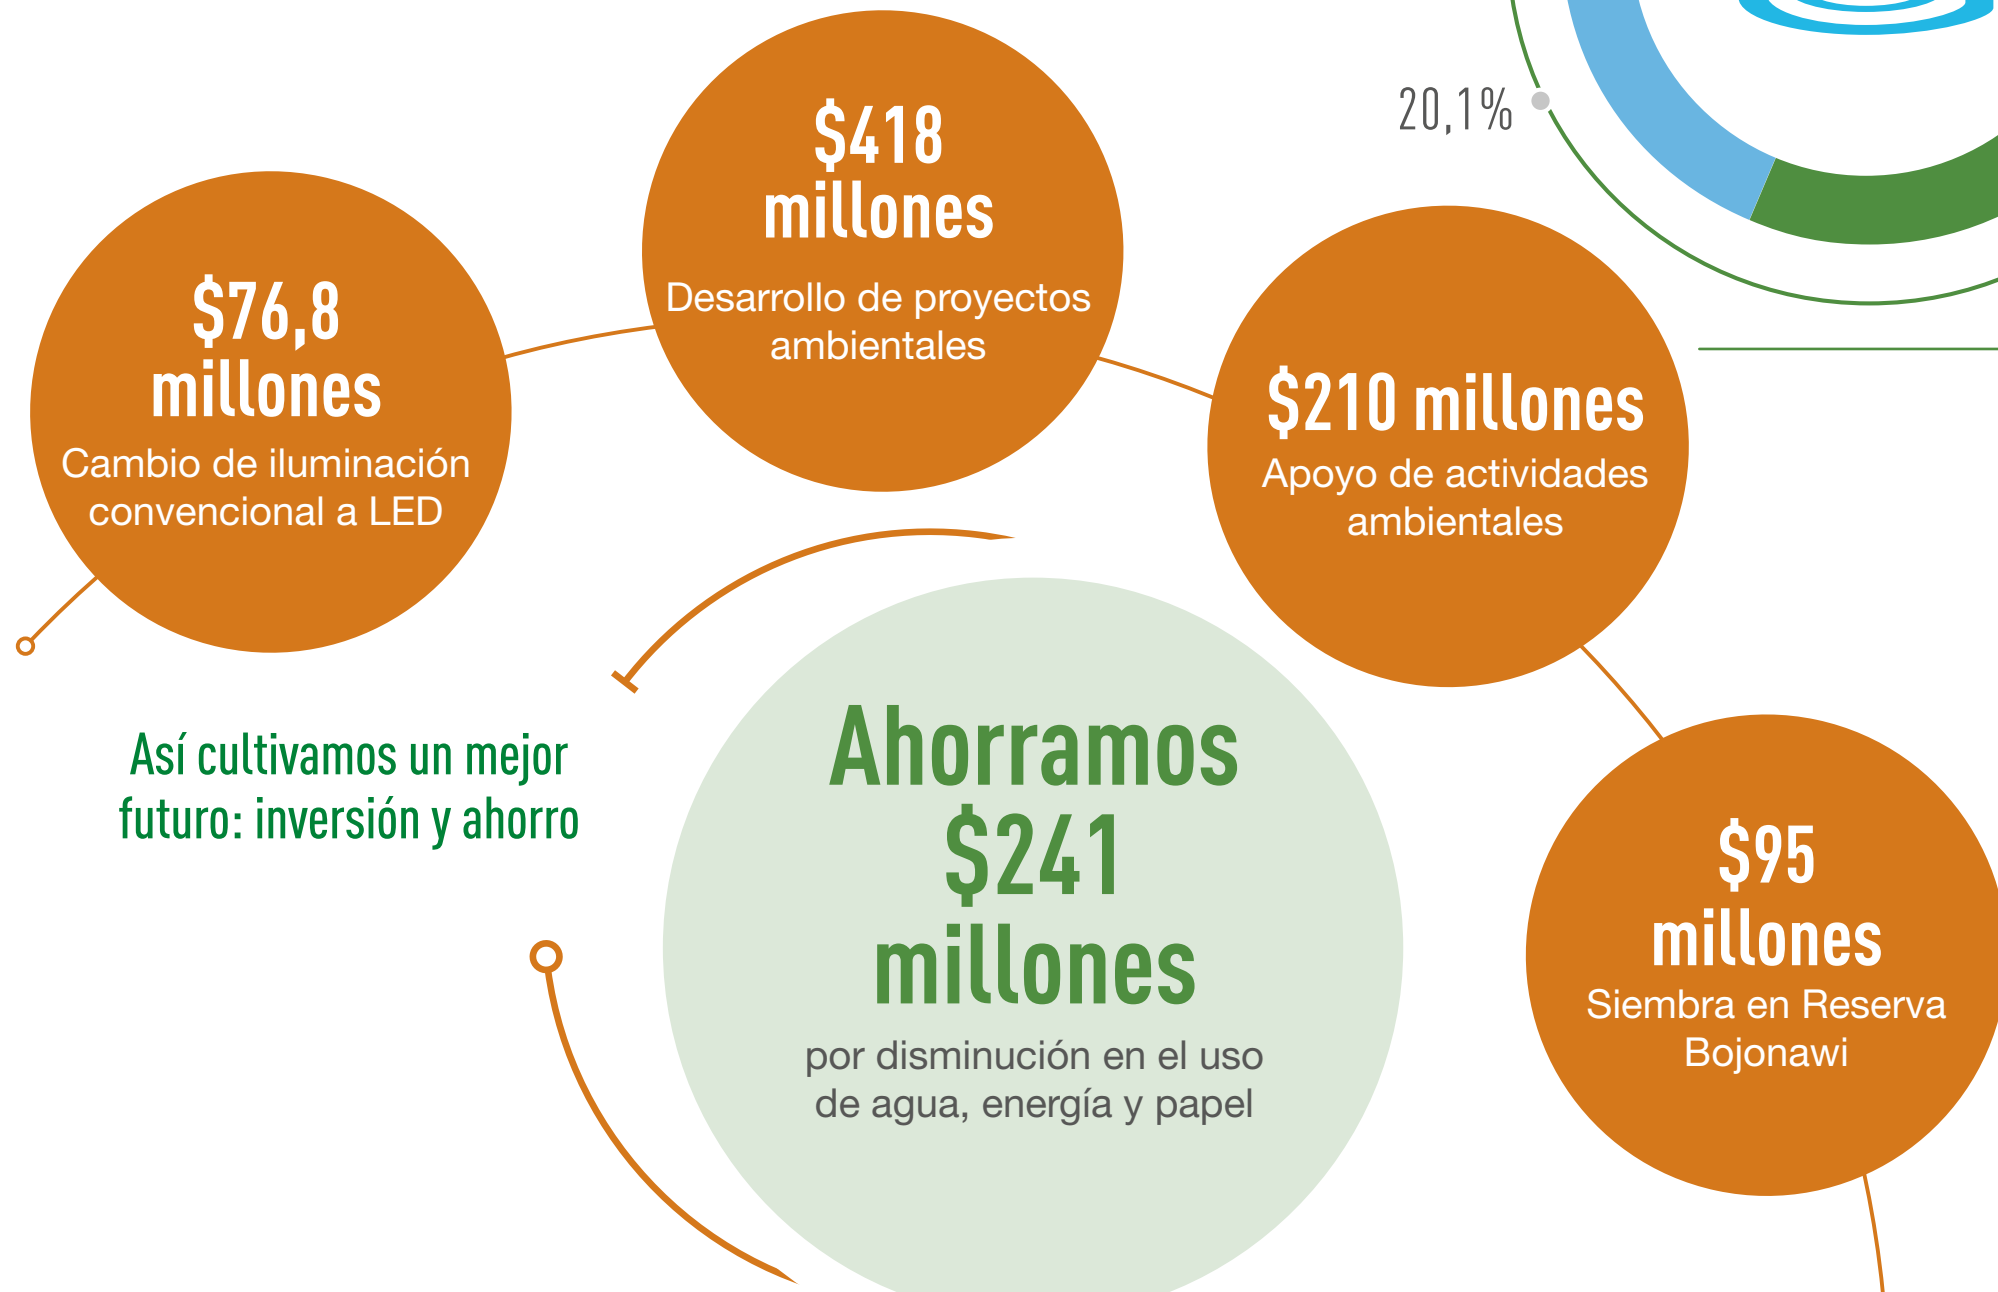 20,1%
$418
millones
Desarrollo de proyectos
ambientales
$76,8
millones
Cambio de iluminación
convencional a LED
$210 millones
Apoyo de actividades
ambientales
Así cultivamos un mejor
futuro: inversión y ahorro
Ahorramos
$241
millones
por disminución en el uso
de agua, energía y papel
$95
millones
Siembra en Reserva
Bojonawi